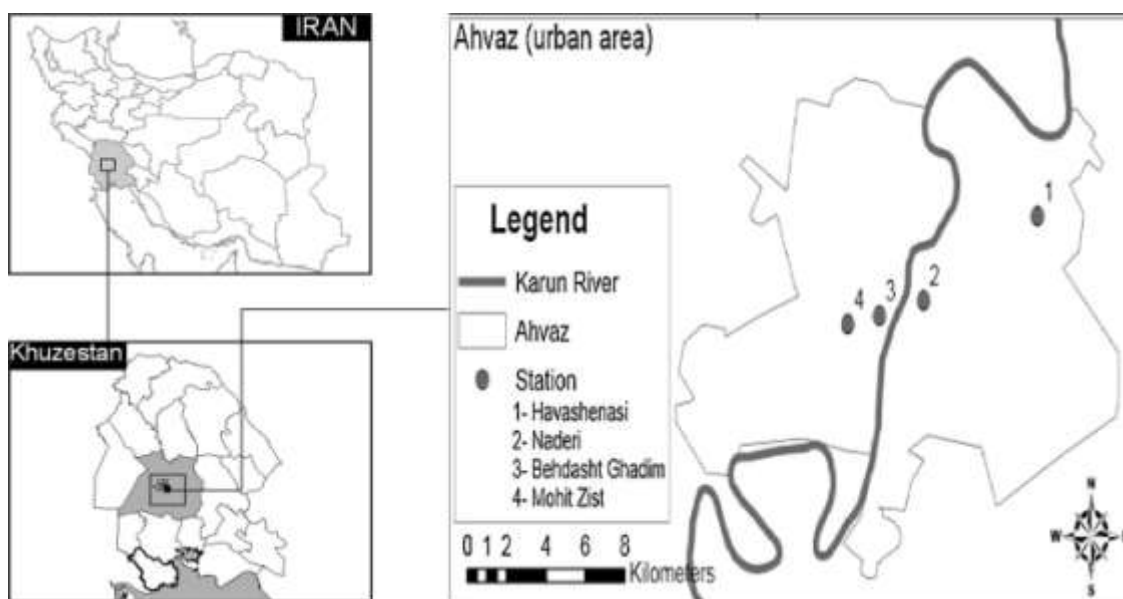 IRAN
Khuzestan
Ahvaz (urban area)
Legend
Karun River
Ahvaz
Station
1- Havashenasi
2- Naderi
3- Behdasht Ghadim
4- Mohit Zist
0 1 2 4 6 8
Kilometers
1
2
3
4
N
W
S